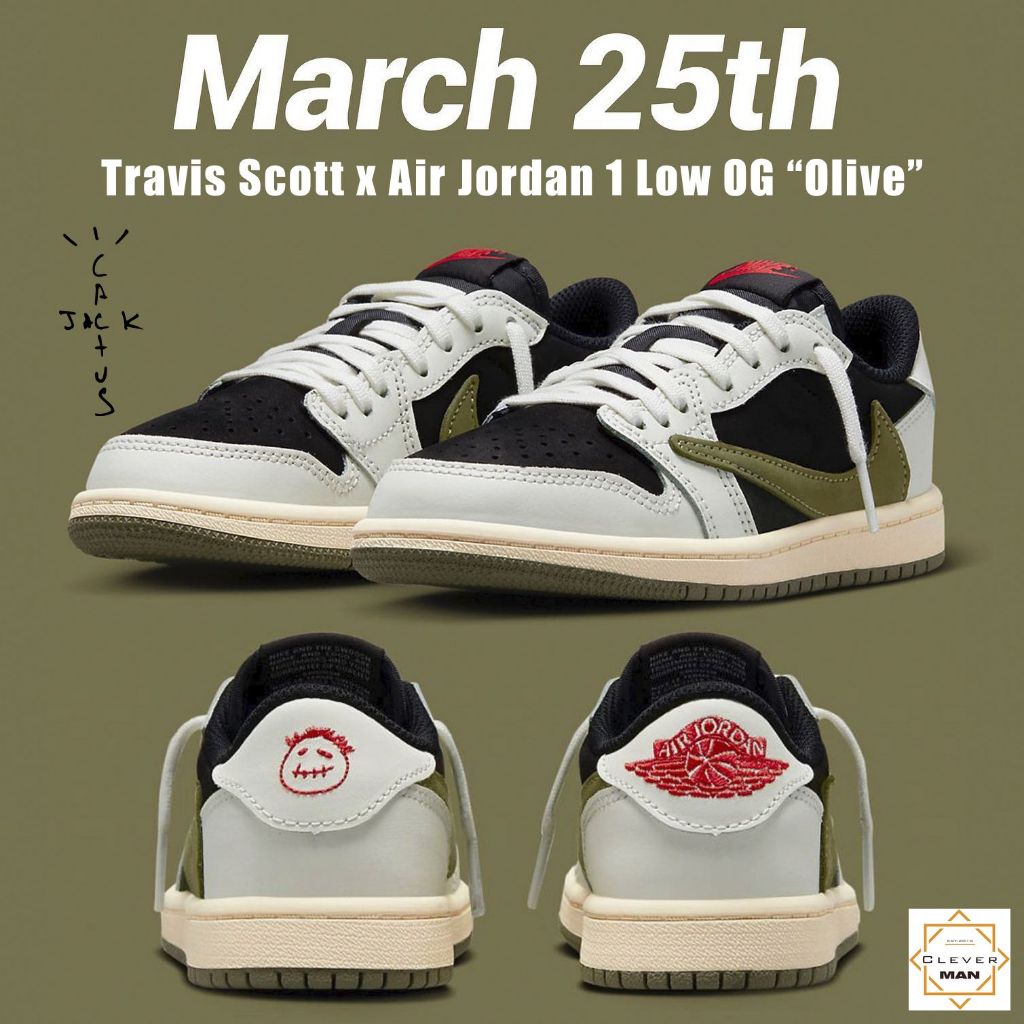 March 25th
Travis Scott x Air Jordan 1 Low OG “Olive”
CACTUS
JACK
AIR JORDAN
CLEVER
MAN